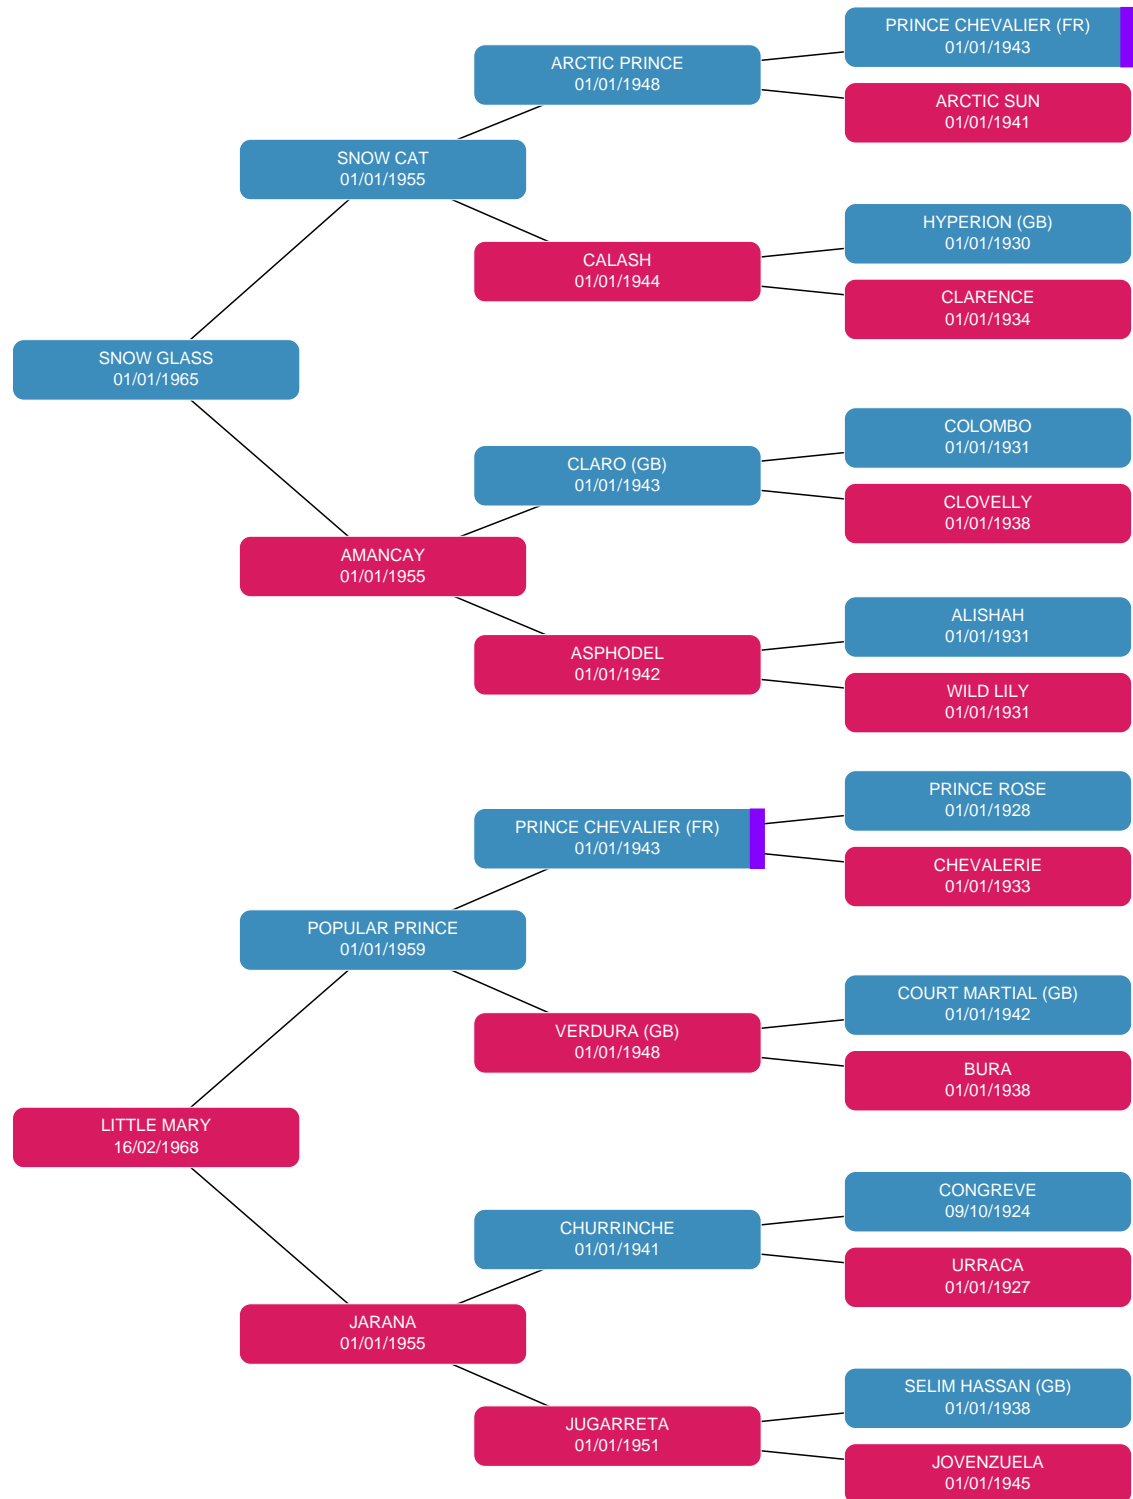 PRINCE CHEVALIER (FR)
01/01/1943
ARCTIC PRINCE
01/01/1948
ARCTIC SUN
01/01/1941
SNOW CAT
01/01/1955
HYPERION (GB)
01/01/1930
CALASH
01/01/1944
CLARENCE
01/01/1934
SNOW GLASS
01/01/1965
COLOMBO
01/01/1931
CLARO (GB)
01/01/1943
CLOVELLY
01/01/1938
AMANCAY
01/01/1955
ALISHAH
01/01/1931
ASPHODEL
01/01/1942
WILD LILY
01/01/1931
PRINCE ROSE
01/01/1928
PRINCE CHEVALIER (FR)
01/01/1943
CHEVALERIE
01/01/1933
POPULAR PRINCE
01/01/1959
COURT MARTIAL (GB)
01/01/1942
VERDURA (GB)
01/01/1948
BURA
01/01/1938
LITTLE MARY
16/02/1968
CONGREVE
09/10/1924
CHURRINCHE
01/01/1941
URRACA
01/01/1927
JARANA
01/01/1955
SELIM HASSAN (GB)
01/01/1938
JUGARRETA
01/01/1951
JOVENZUELA
01/01/1945